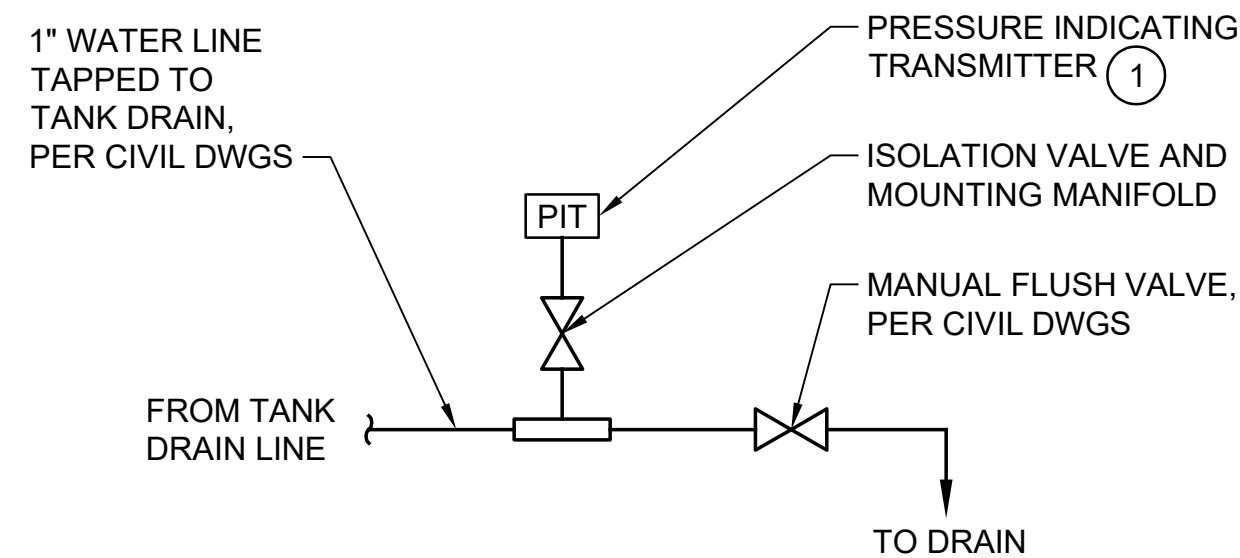 1" WATER LINE
TAPPED TO
TANK DRAIN,
PER CIVIL DWGS
PRESSURE INDICATING
TRANSMITTER 1
ISOLATION VALVE AND
MOUNTING MANIFOLD
PIT
MANUAL FLUSH VALVE,
PER CIVIL DWGS
FROM TANK
DRAIN LINE
TO DRAIN